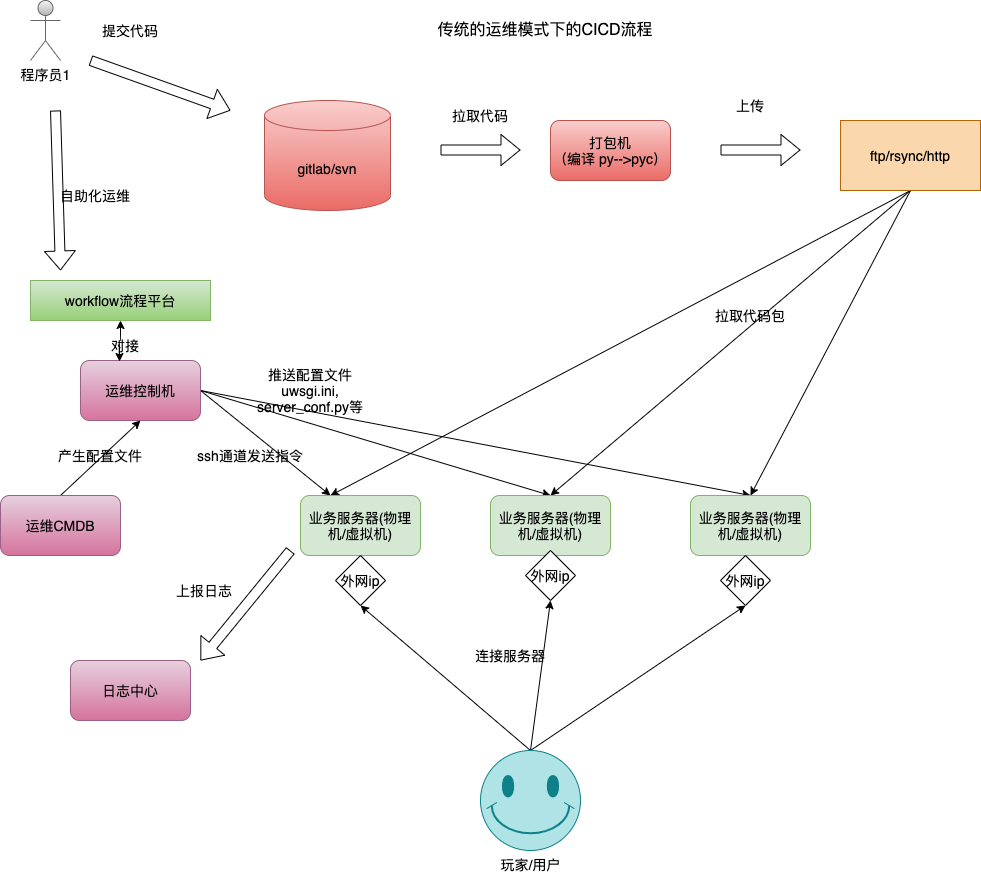 传统的运维模式下的CICD流程
提交代码
程序员1
gitlab/svn
拉取代码
打包机
（编译 py-->pyc）
上传
ftp/rsync/http
自助化运维
workflow流程平台
对接
拉取代码包
运维控制机
推送配置文件
uwsgi.ini,
server_conf.py等
产生配置文件
ssh通道发送指令
运维CMDB
业务服务器(物理
机/虚拟机)
业务服务器(物理
机/虚拟机)
业务服务器(物理
机/虚拟机)
外网ip
外网ip
外网ip
上报日志
连接服务器
日志中心
玩家/用户